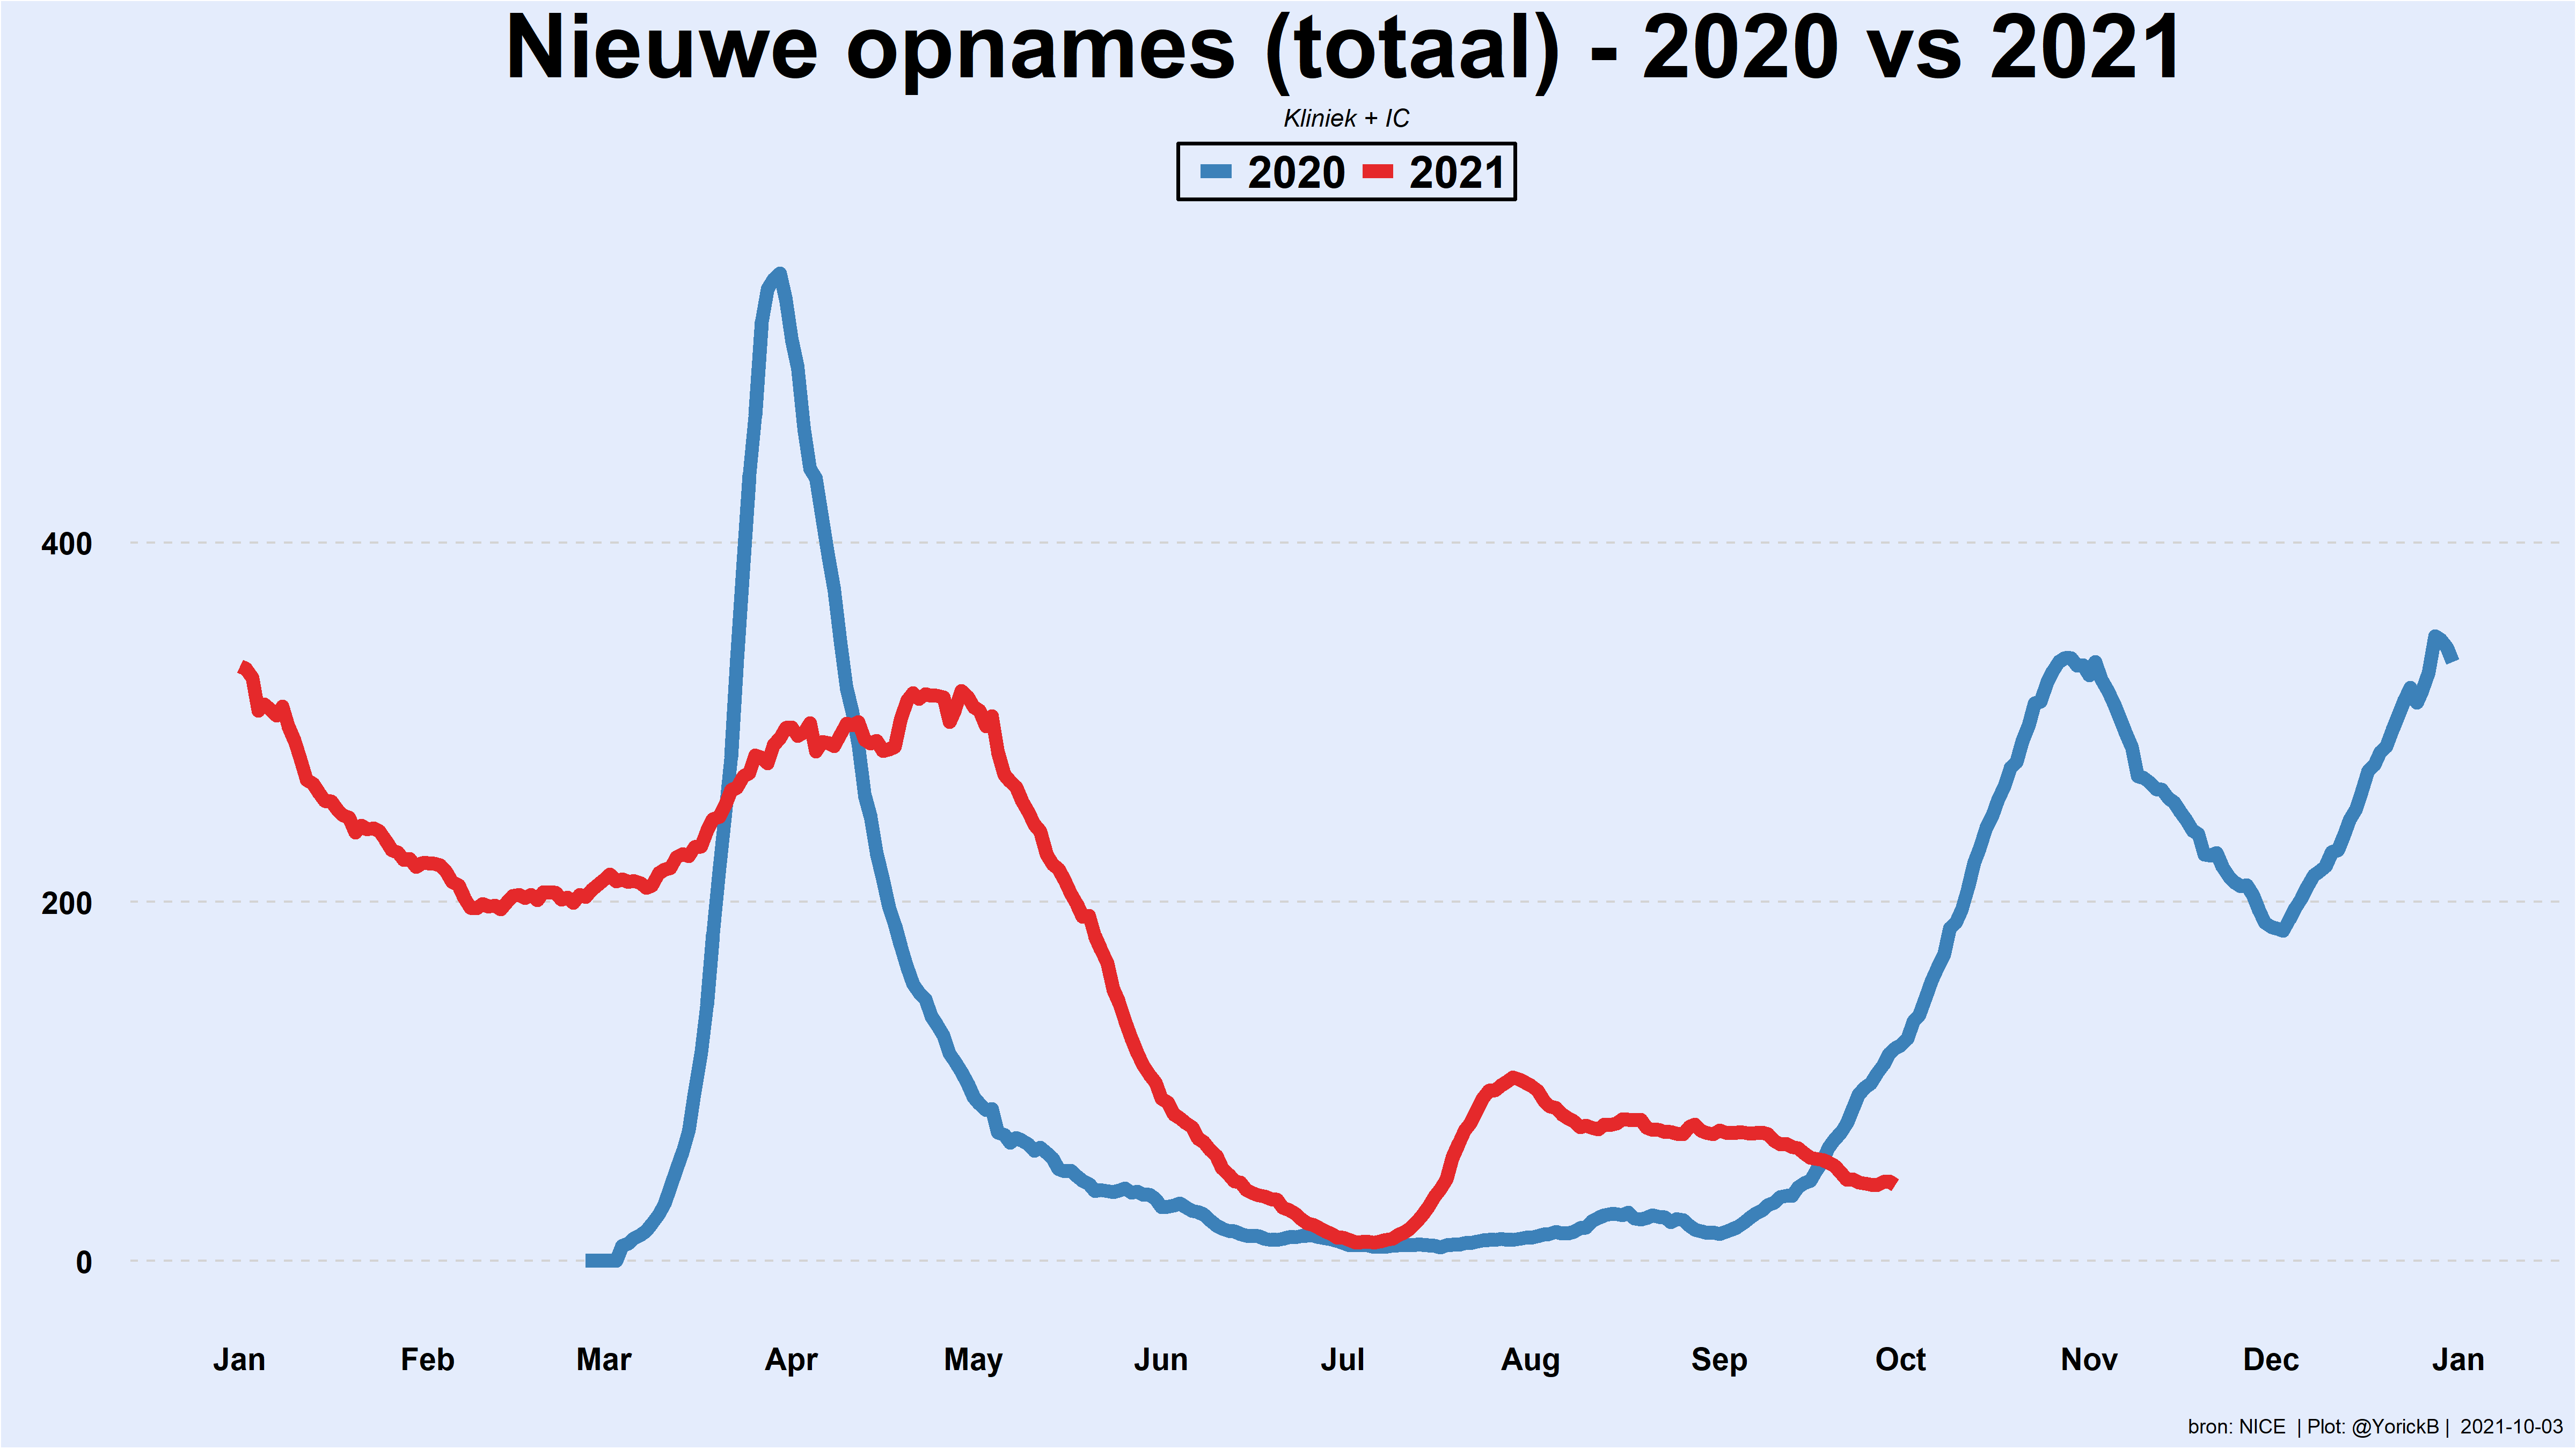 Nieuwe opnames (totaal) - 2020 vs 2021
Kliniek + IC
2020 2021
400
200
0
Jan Feb Mar Apr May Jun Jul Aug Sep Oct Nov Dec Jan
bron: NICE | Plot: @YorickB | 2021-10-03